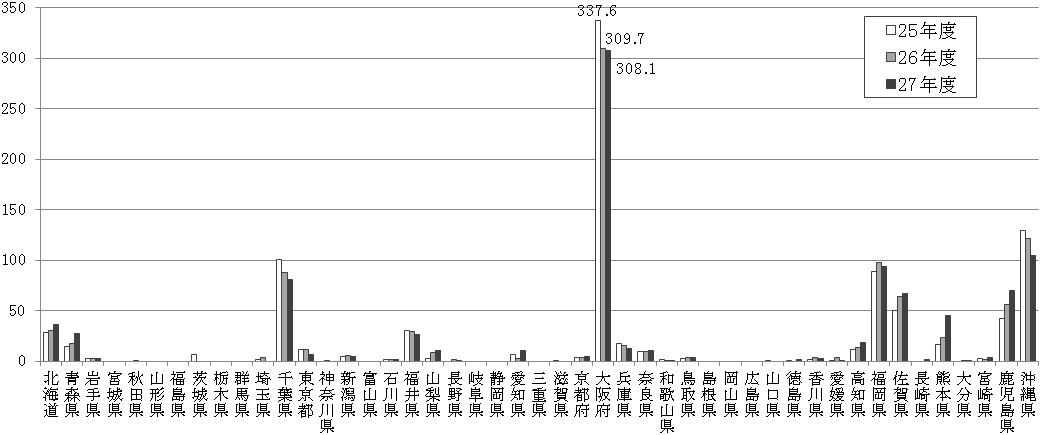 350
300
250
200
150
100
50
0
337.6
309.7
308.1
25年度
26年度
27年度
北海道
青森県
岩手県
宮城県
秋田県
山形県
福島県
茨城県
栃木県
群馬県
埼玉県
千葉県
東京都
神奈川県
新潟県
富山県
石川県
福井県
山梨県
長野県
岐阜県
静岡県
愛知県
三重県
滋賀県
京都府
大阪府
兵庫県
奈良県
和歌山県
鳥取県
島根県
岡山県
広島県
山口県
徳島県
香川県
愛媛県
高知県
福岡県
佐賀県
長崎県
熊本県
大分県
宮崎県
鹿児島県
沖縄県